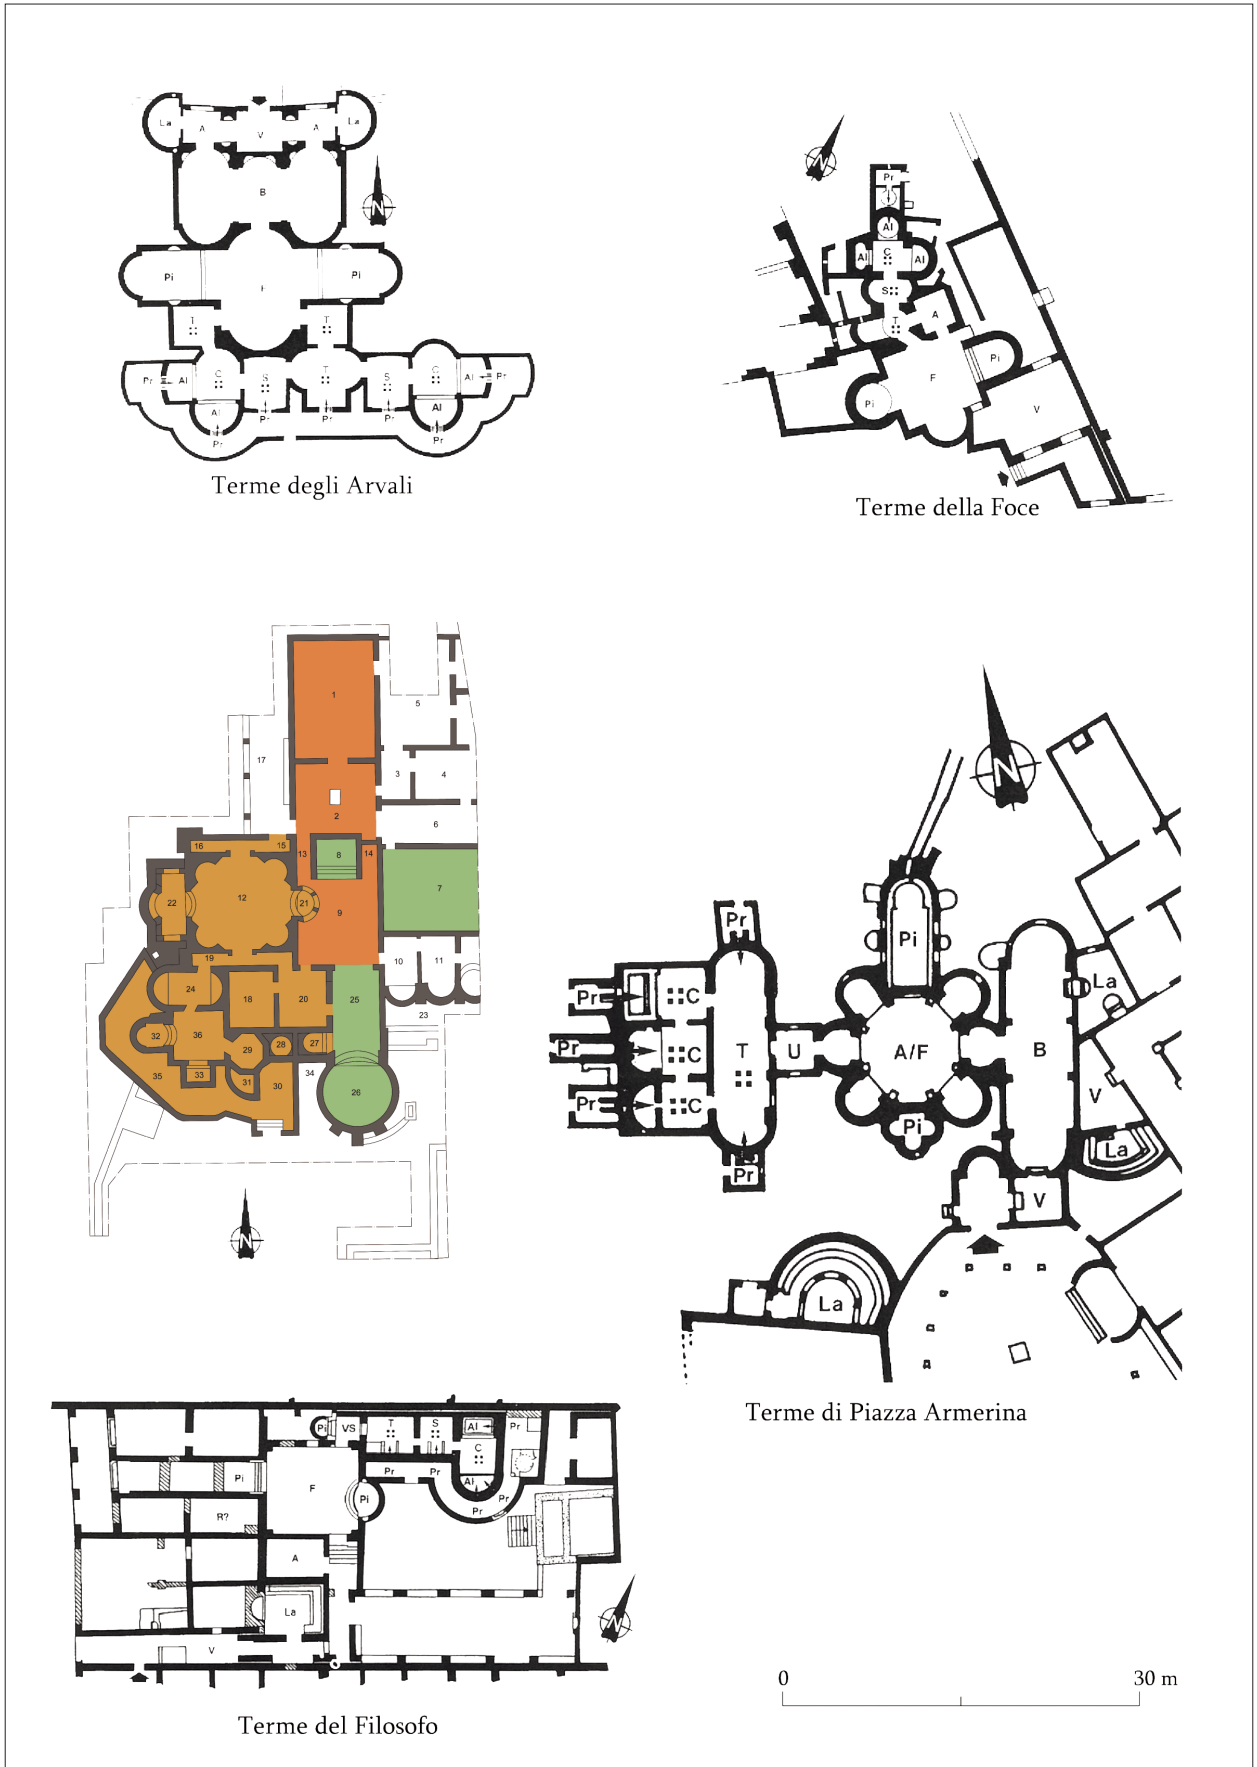 La A V A La
B
N
Pi F Pi
T T
Pr Al C S T S C Al Pr
Al Al
Pr Pr Pr Pr Pr
Terme degli Arvali
N
Pr
Al
Al C Al
S
T A
Pi
F
Pi V
Terme della Foce
1
5
17
3 4
2
6
16 15
13 8 14
7
12
22 21 9
19
10 11
24 18 20 25
23
32 36 29 28 27
35 33 31 30 34
26
N
N
Pr
Pi
La
Pr C
Pr C T U A/F B
V
Pr C
Pi
La
Pr
V
La
Terme di Piazza Armerina
Pi VS T S Al Pr
C
Pi Pr Pr Al
F Pi Pr
R? Pr
A
La
V
N
Terme del Filosofo
0 30 m